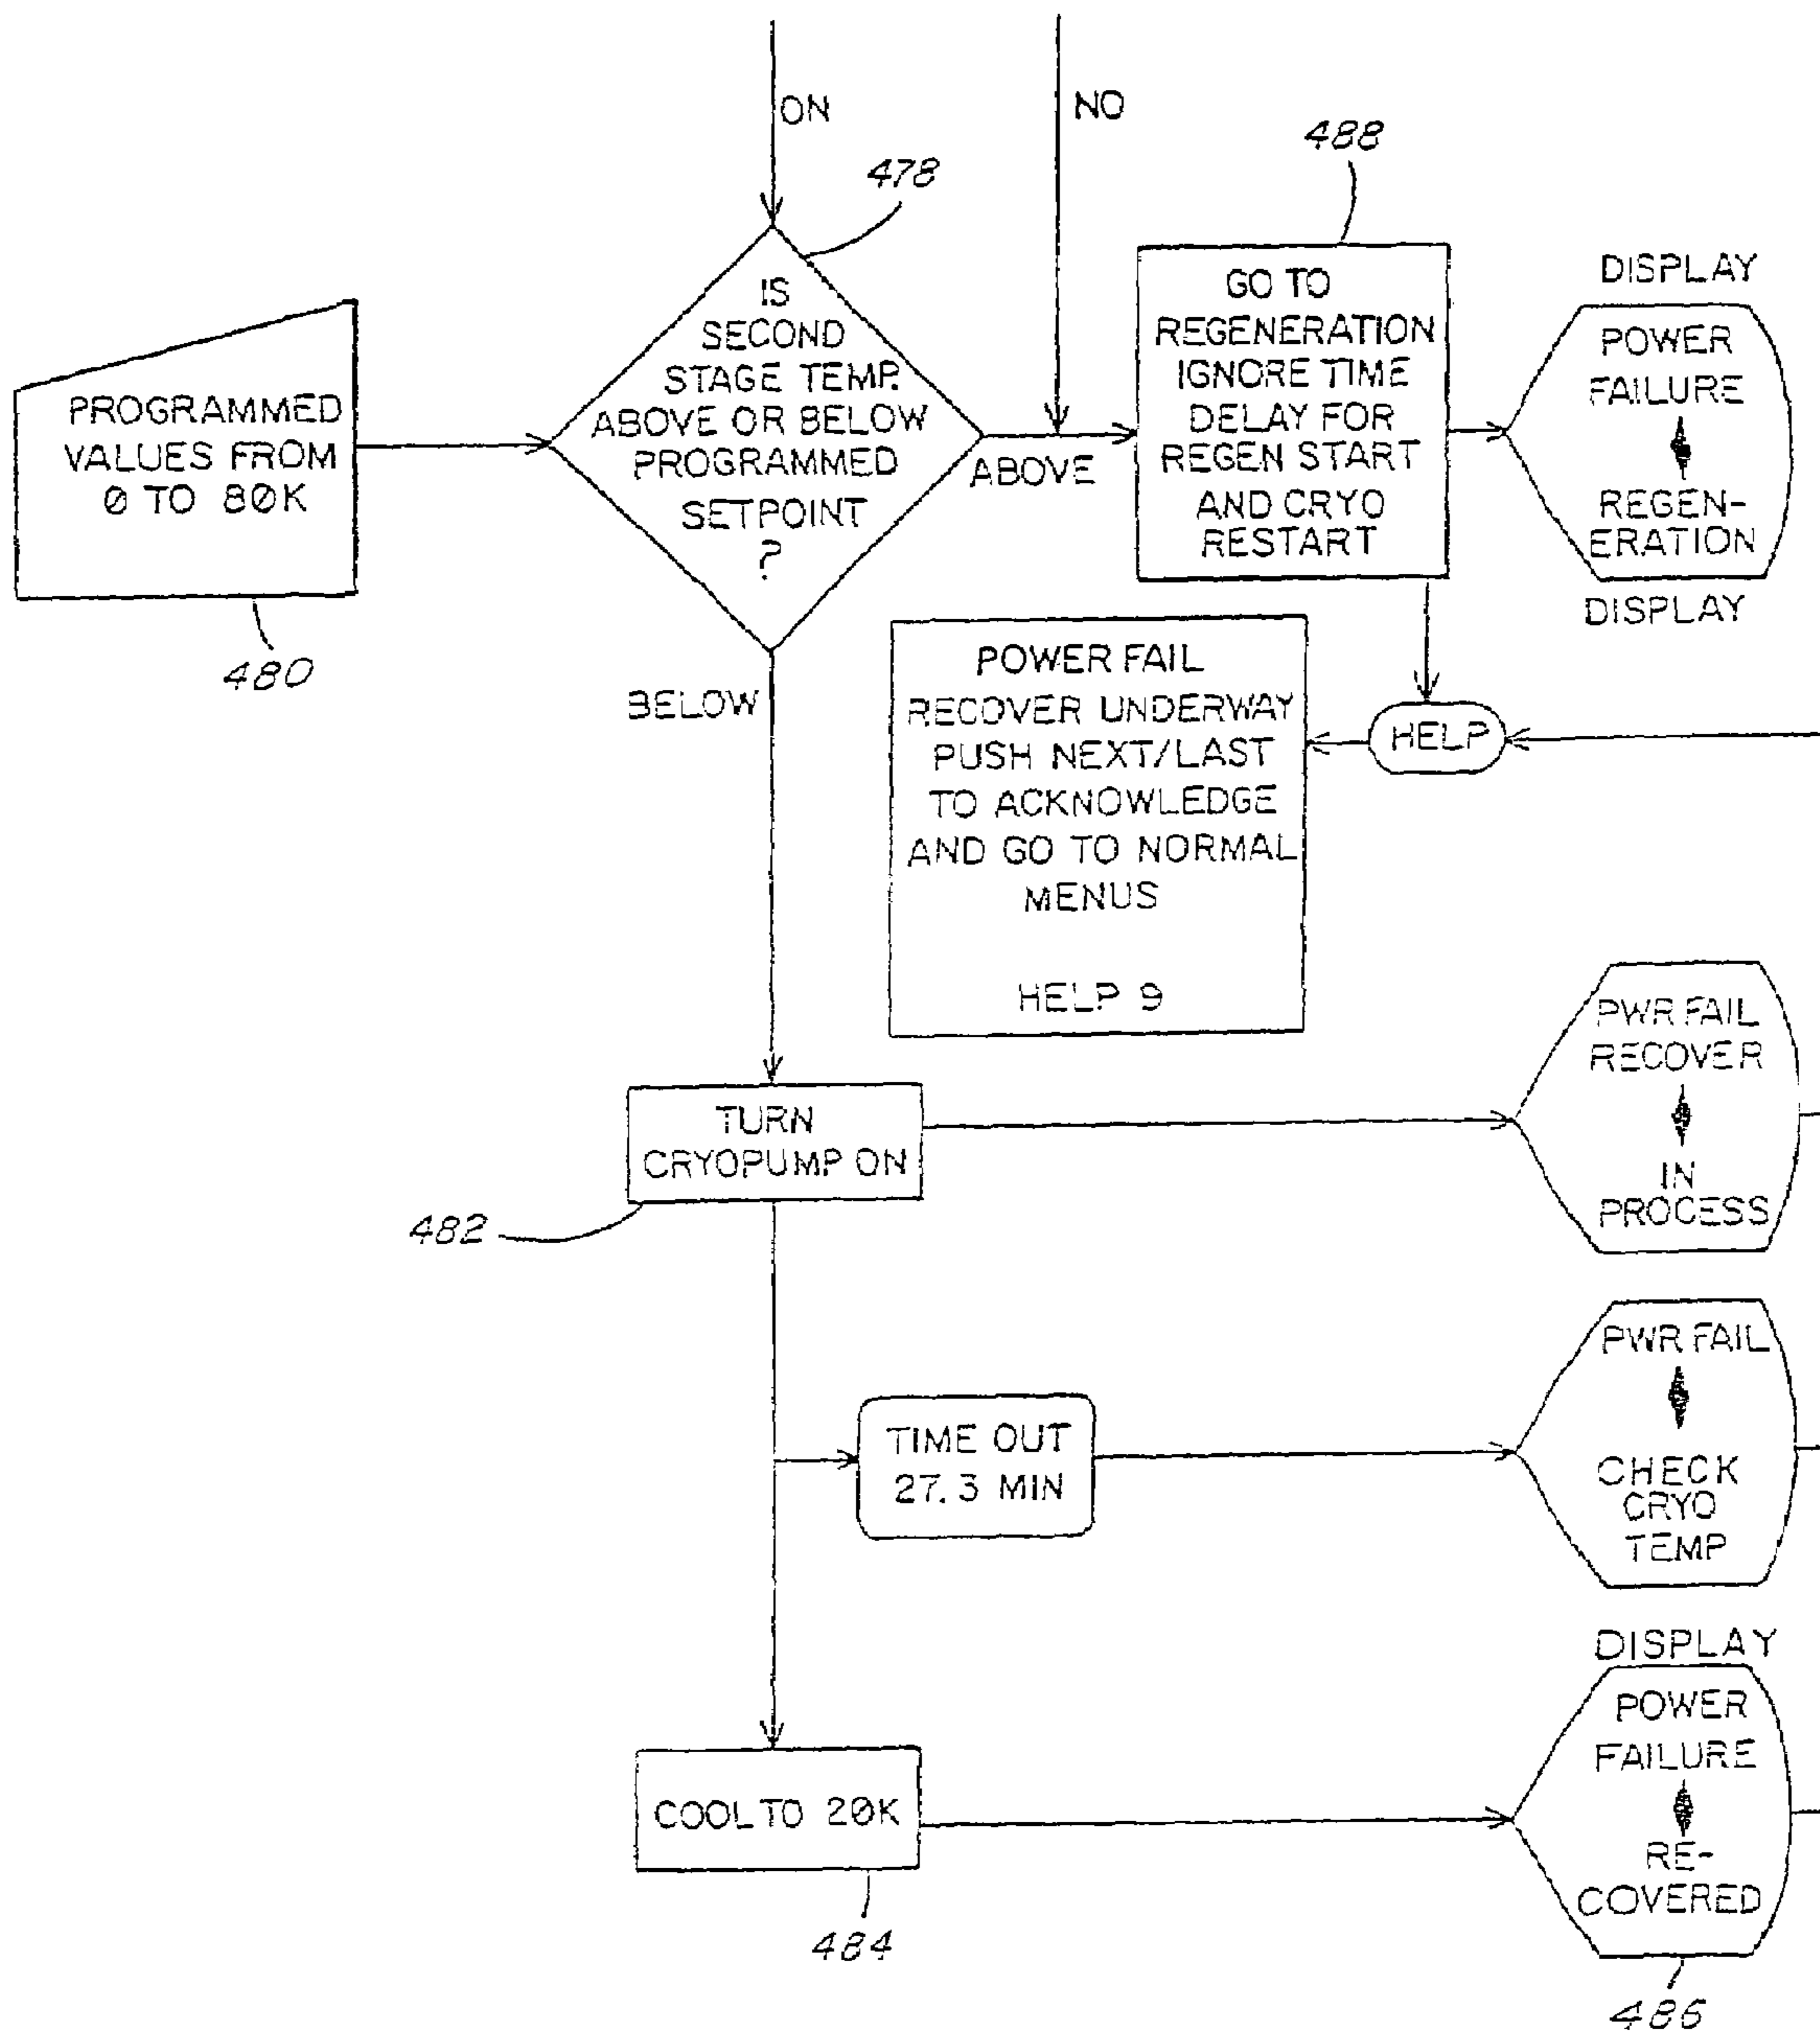 ON
NO
478
488
IS
SECOND
STAGE TEMP.
ABOVE OR BELOW
PROGRAMMED
SETPOINT
?
PROGRAMMED
VALUES FROM
0 TO 80K
480
ABOVE
GO TO
REGENERATION
IGNORE TIME
DELAY FOR
REGEN START
AND CRYO
RESTART
DISPLAY
POWER
FAILURE
REGEN-
ERATION
DISPLAY
BELOW
POWER FAIL
RECOVER UNDERWAY
PUSH NEXT/LAST
TO ACKNOWLEDGE
AND GO TO NORMAL
MENUS
HELP 9
HELP
TURN
CRYOPUMP ON
482
PWR FAIL
RECOVER
IN
PROCESS
TIME OUT
27.3 MIN
PWR FAIL
CHECK
CRYO
TEMP
COOL TO 20K
484
DISPLAY
POWER
FAILURE
RE-
COVERED
486